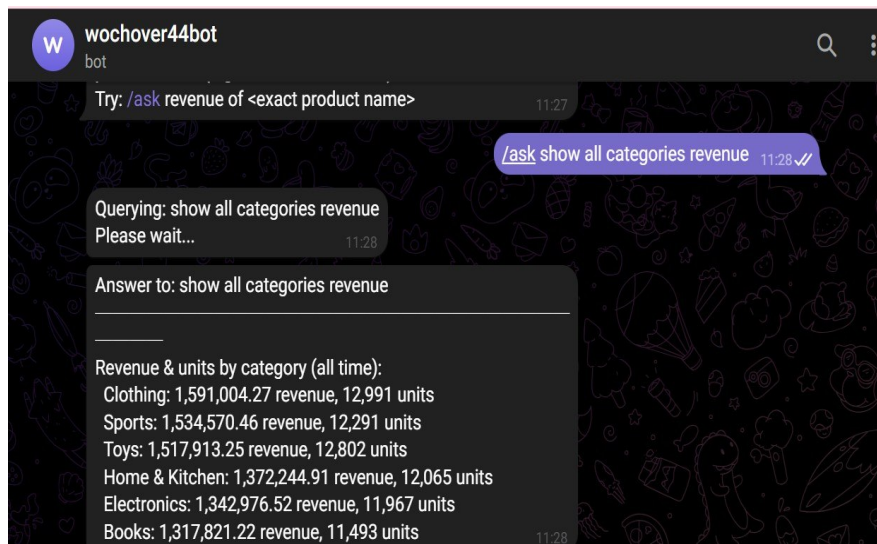 W
wochover44bot
bot
Try: /ask revenue of <exact product name>
11:27
/ask show all categories revenue 11:28
Querying: show all categories revenue
Please wait...
11:28
Answer to: show all categories revenue
Revenue & units by category (all time):
Clothing: 1,591,004.27 revenue, 12,991 units
Sports: 1,534,570.46 revenue, 12,291 units
Toys: 1,517,913.25 revenue, 12,802 units
Home & Kitchen: 1,372,244.91 revenue, 12,065 units
Electronics: 1,342,976.52 revenue, 11,967 units
Books: 1,317,821.22 revenue, 11,493 units
11:28